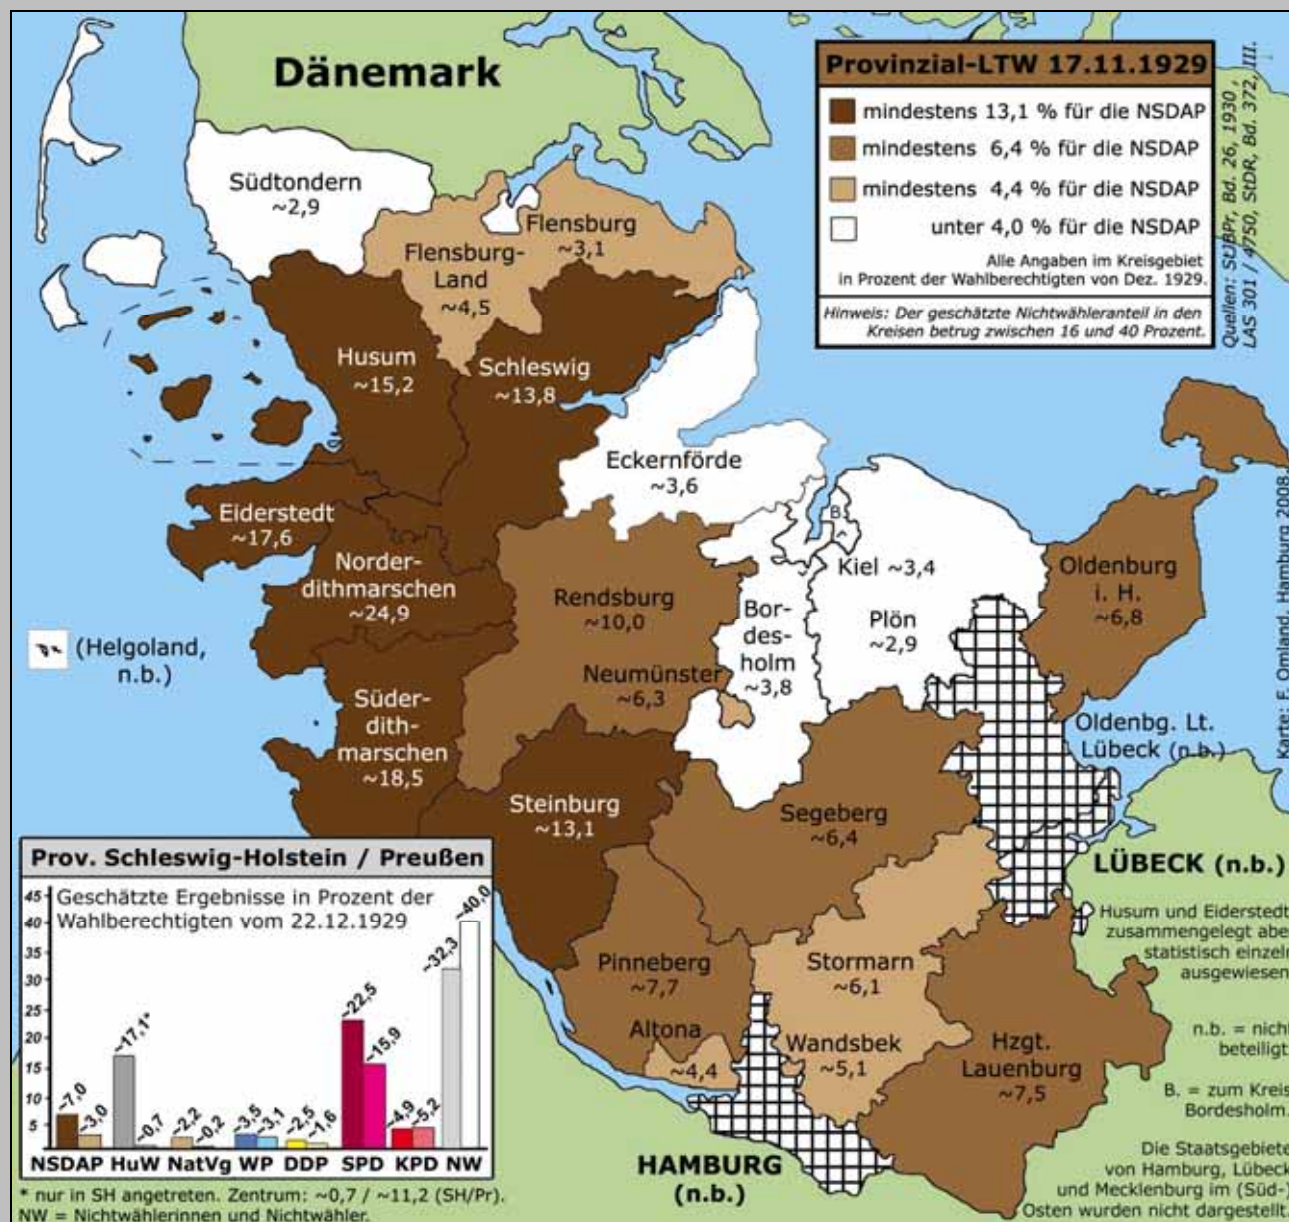 Dänemark
Provinzial-LTW 17.11.1929
mindestens 13,1 % für die NSDAP
mindestens 6,4 % für die NSDAP
mindestens 4,4 % für die NSDAP
unter 4,0 % für die NSDAP
Alle Angaben im Kreisgebiet
in Prozent der Wahlberechtigten von Dez. 1929.
Hinweis: Der geschätzte Nichtwähleranteil in den
Kreisen betrug zwischen 16 und 40 Prozent.
Quellen: StJBPr, Bd. 26, 1930,
LAS 301 / 4750, StDR, Bd. 372, III.
Südtondern
~2,9
Flensburg
~3,1
Flensburg-
Land
~4,5
Husum
~15,2
Schleswig
~13,8
Eckernförde
~3,6
Eiderstedt
~17,6
Norder-
dithmarschen
~24,9
Rendsburg
~10,0
Neumünster
~6,3
B.
Kiel ~3,4
Plön
~2,9
Bor-
des-
holm
~3,8
Oldenburg
i. H.
~6,8
(Helgoland,
n.b.)
Süder-
dith-
marschen
~18,5
Steinburg
~13,1
Segeberg
~6,4
Oldenbg. Lt.
Lübeck (n.b.)
Karte: F. Omland, Hamburg 2008.
LÜBECK (n.b.)
Pinneberg
~7,7
Altona
~4,4
Stormarn
~6,1
Wandsbek
~5,1
Hzgt.
Lauenburg
~7,5
HAMBURG
(n.b.)
Husum und Eiderstedt
zusammengelegt abe
statistisch einzeln
ausgewiesen
n.b. = nicht
beteiligt
B. = zum Kreis
Bordesholm.
Die Staatsgebiete
von Hamburg, Lübeck
und Mecklenburg im (Süd-)
Osten wurden nicht dargestellt.
Prov. Schleswig-Holstein / Preußen
Geschätzte Ergebnisse in Prozent der
Wahlberechtigten vom 22.12.1929
45
40
35
30
25
20
15
10
5
~7,0 ~3,0 ~17,1* ~0,7 ~2,2 ~0,2 ~3,5 ~3,1 ~2,5 ~1,6 ~22,5 ~15,9 ~4,9 ~5,2 ~32,3 ~40,0
NSDAP HuW NatVg WP DDP SPD KPD NW
* nur in SH angetreten. Zentrum: ~0,7 / ~11,2 (SH/Pr).
NW = Nichtwählerinnen und Nichtwähler.